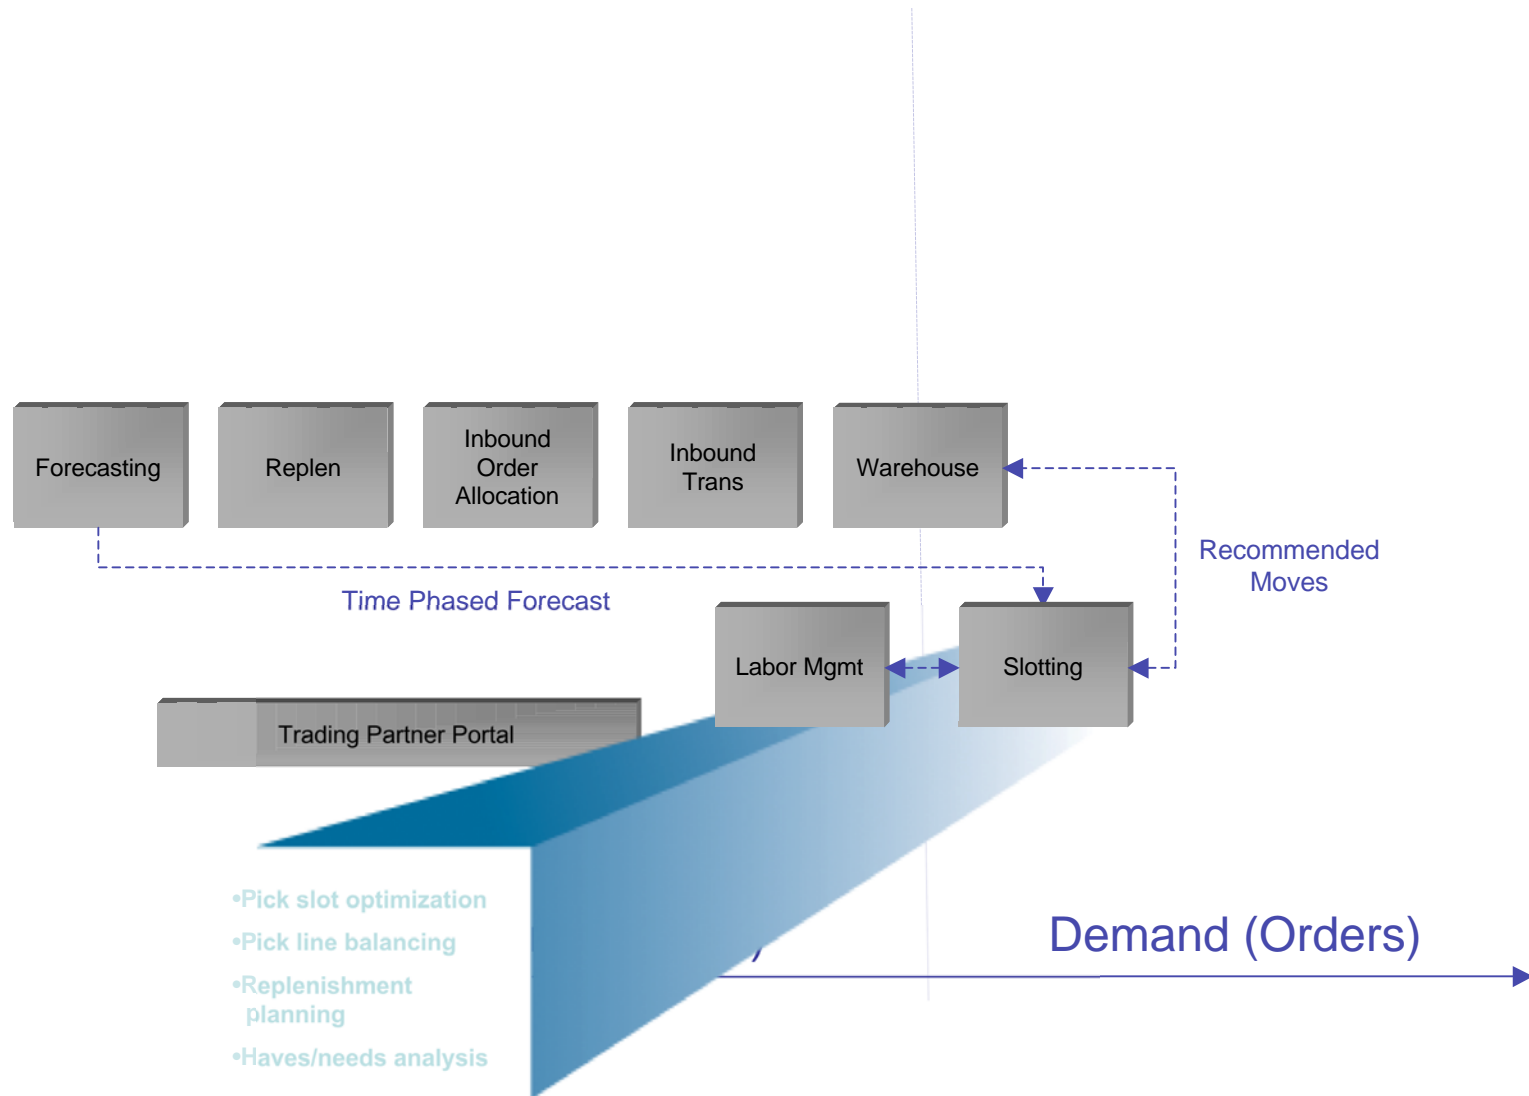 Forecasting
Replen
Inbound
Order
Allocation
Inbound
Trans
Warehouse
Recommended
Moves
Time Phased Forecast
Labor Mgmt
Slotting
Trading Partner Portal
•Pick slot optimization
•Pick line balancing
•Replenishment
planning
•Haves/needs analysis
)
Demand (Orders)